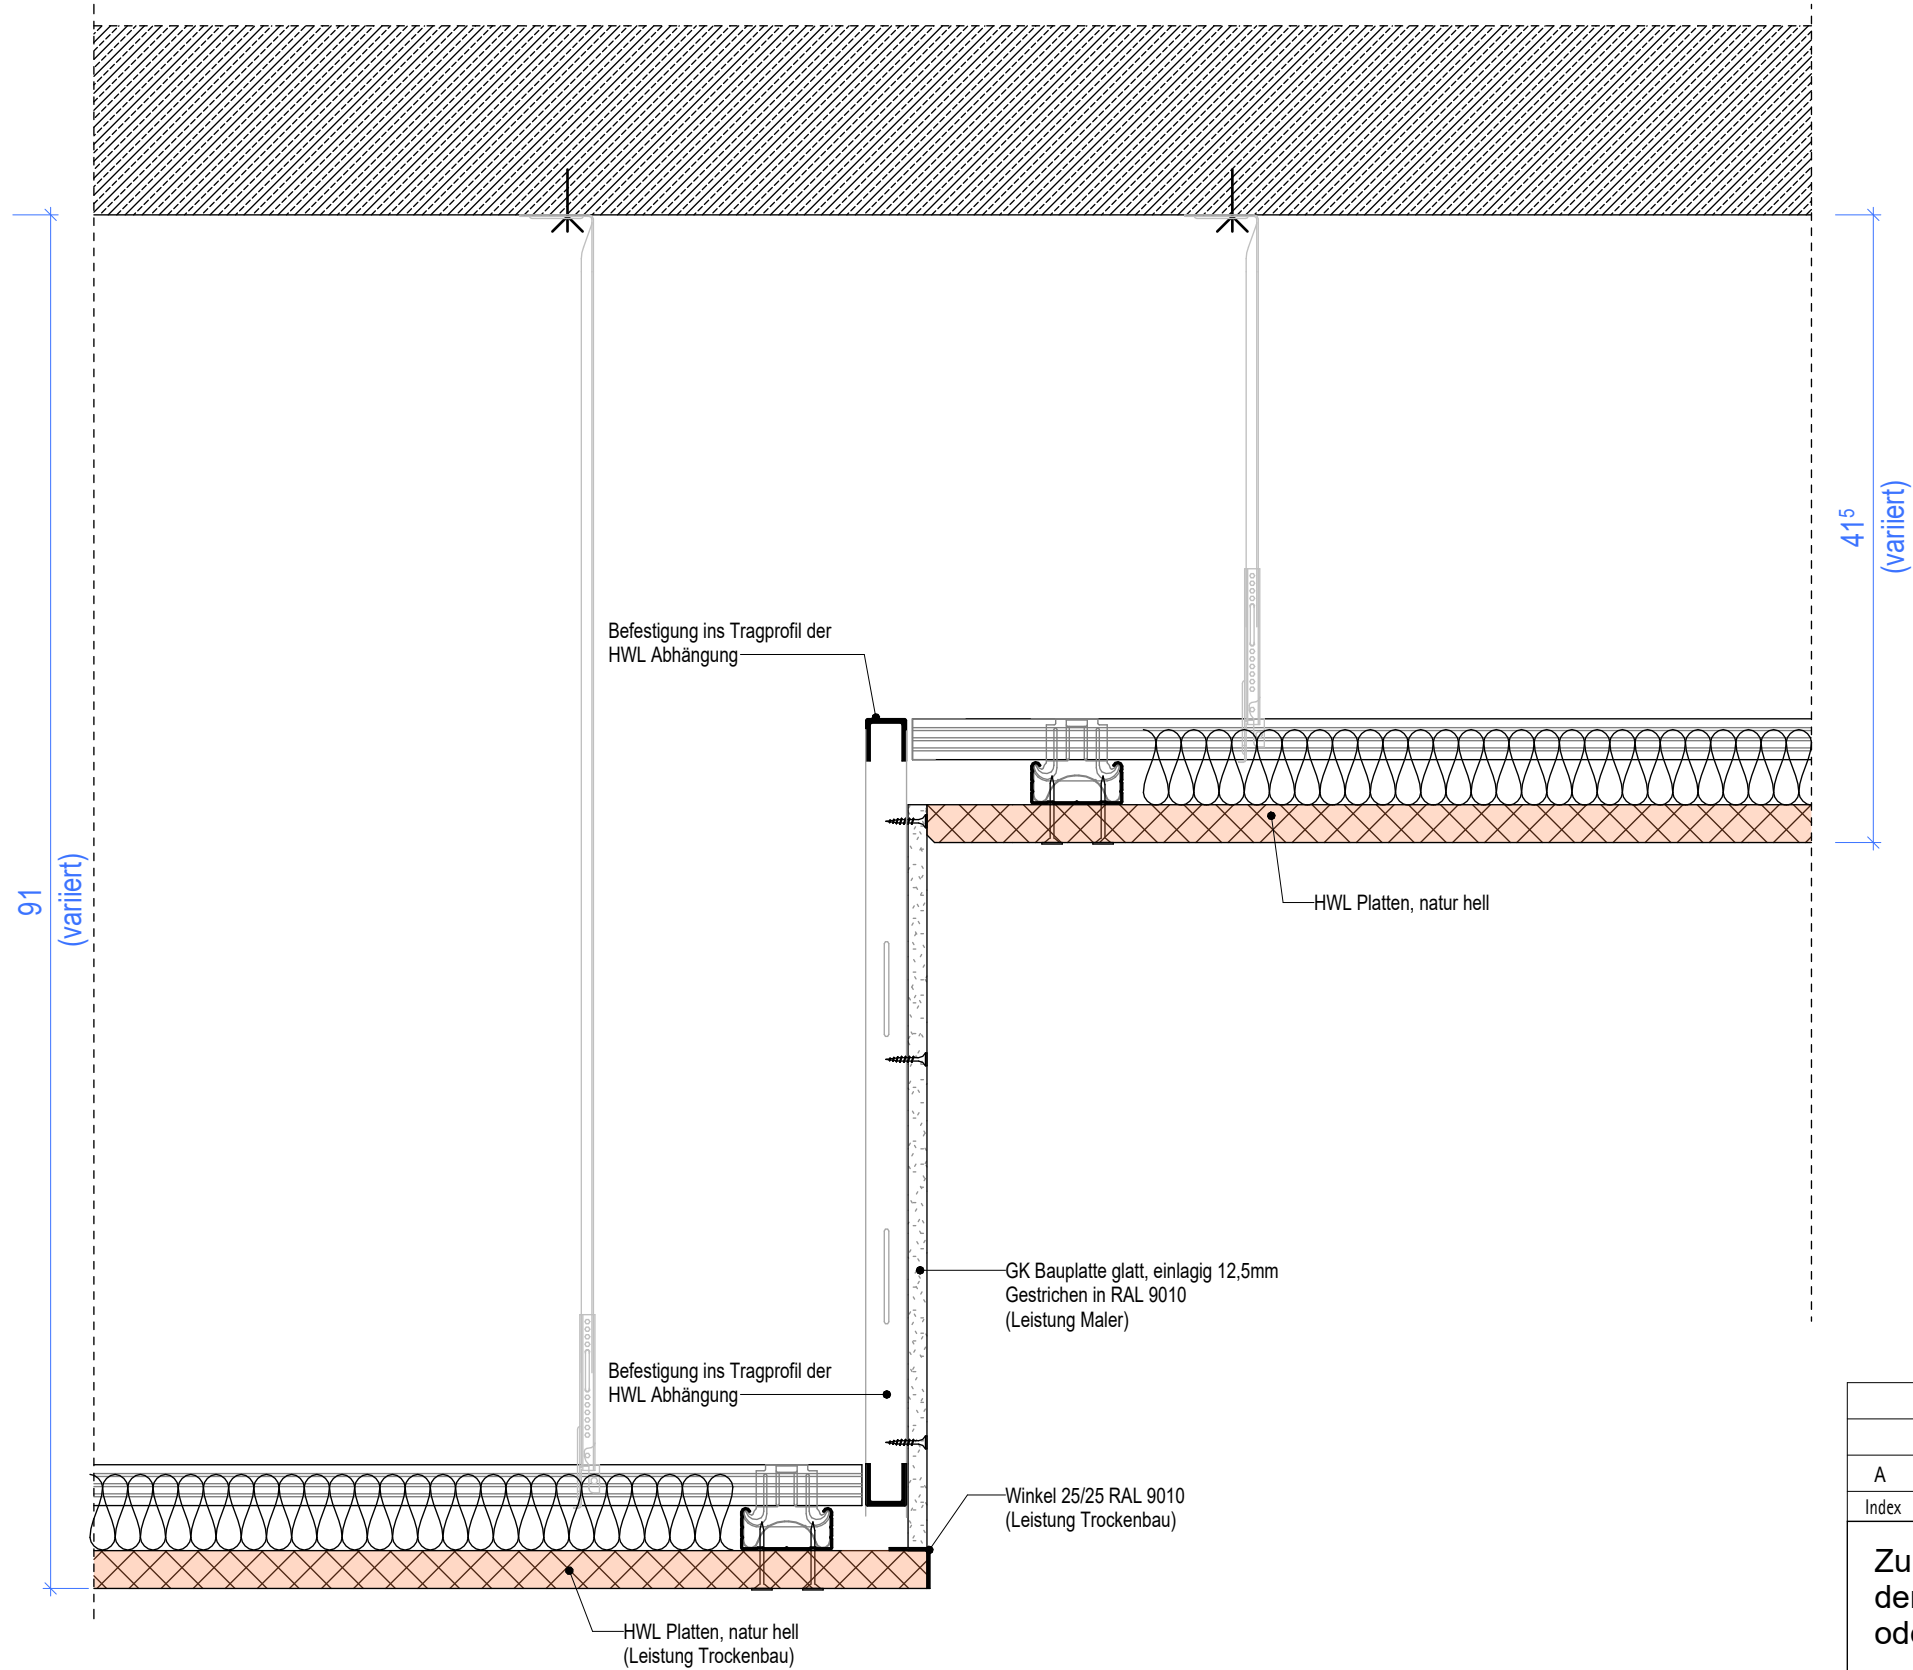 Befestigung ins Tragprofil der
HWL Abhängung
41⁵
(variiert)
91
(variiert)
HWL Platten, natur hell
GK Bauplatte glatt, einlagig 12,5mm
Gestrichen in RAL 9010
(Leistung Maler)
Befestigung ins Tragprofil der
HWL Abhängung
Winkel 25/25 RAL 9010
(Leistung Trockenbau)
HWL Platten, natur hell
(Leistung Trockenbau)
A
Index
Zu